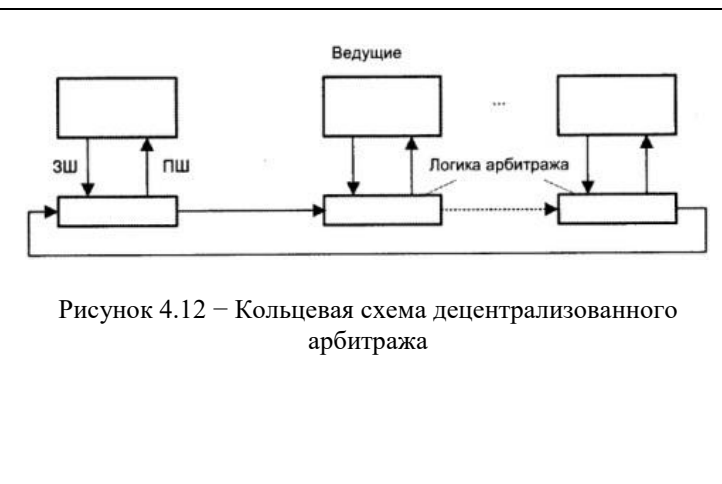 Ведущие
...
ЗШ
ПШ
Логика арбитража
Рисунок 4.12 − Кольцевая схема децентрализованного
арбитража